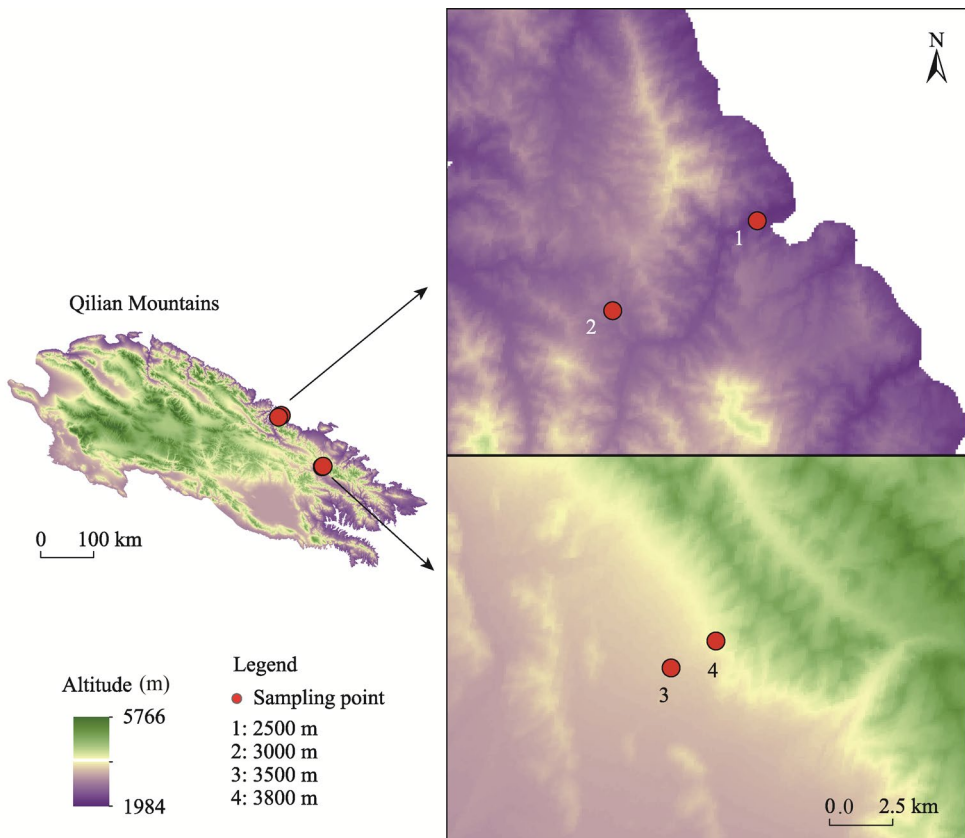 N
1
2
Qilian Mountains
0 100 km
3
4
0.0 2.5 km
Altitude (m)
5766
1984
Legend
Sampling point
1: 2500 m
2: 3000 m
3: 3500 m
4: 3800 m